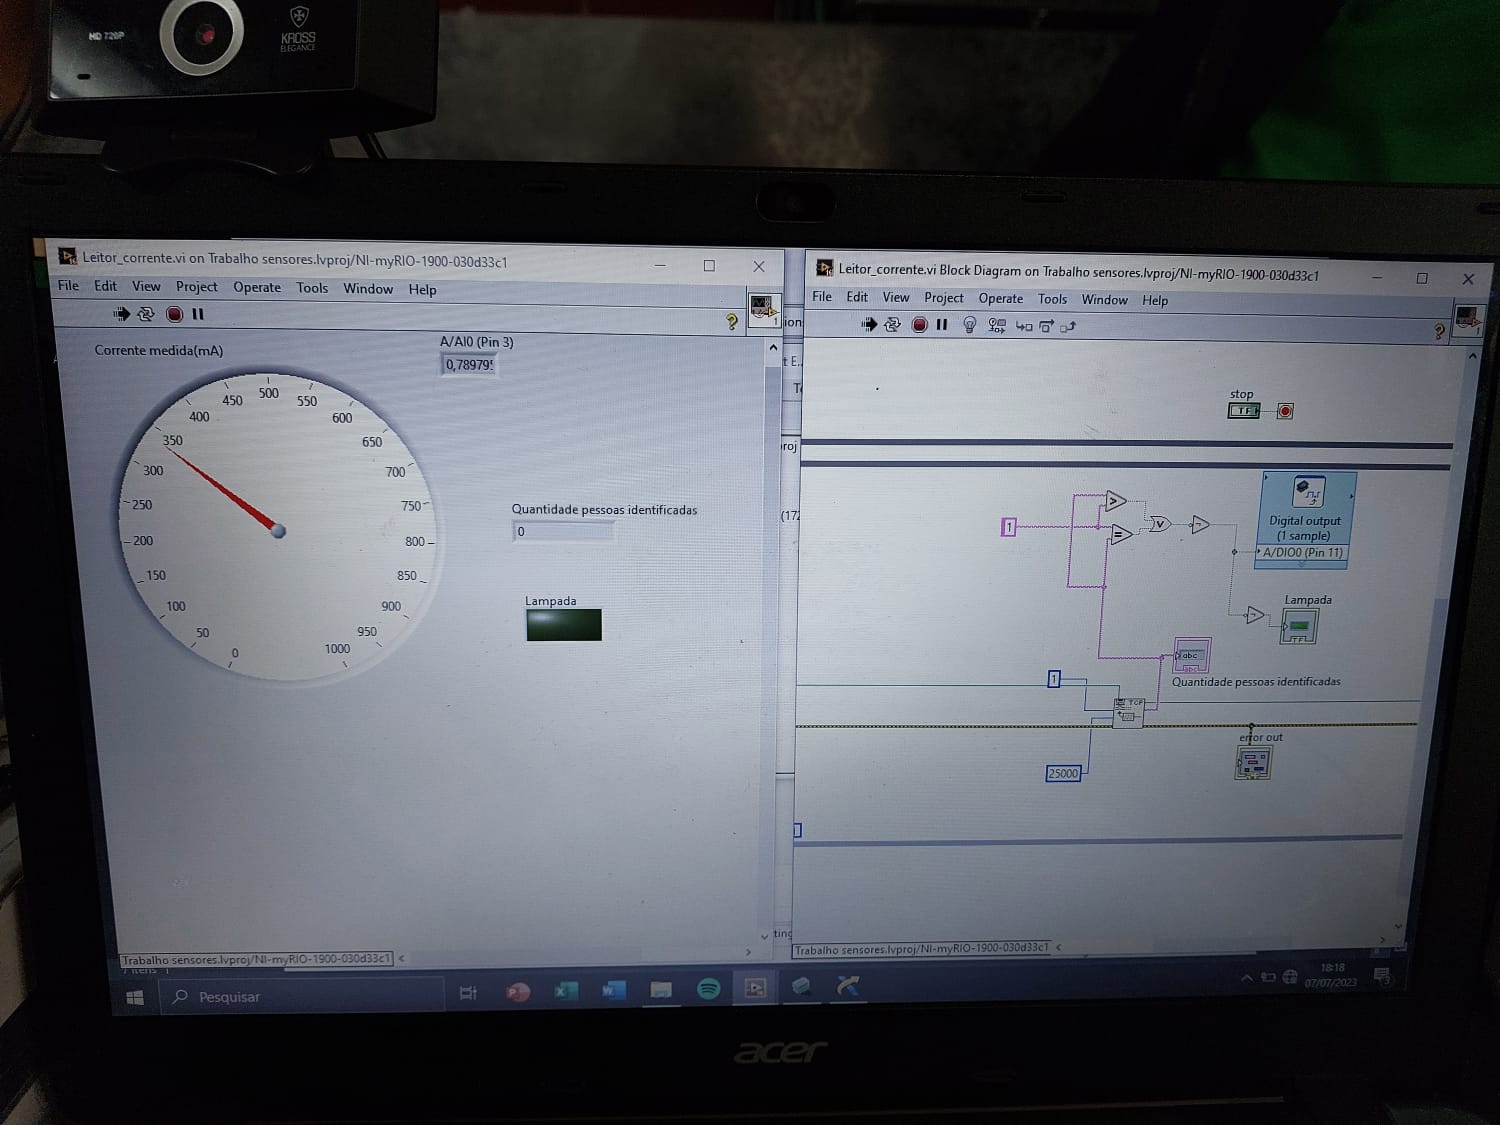 HD 720P
KROSS
ELEGANCE
Leitor_corrente.vi on Trabalho sensores.lvproj/NI-myRIO-1900-030d33c1
File Edit View Project Operate Tools Window Help
Corrente medida(mA)
A/AI0 (Pin 3)
0,78979
0
50
100
150
200
250
300
350
400
450
500
550
600
650
700
750
800
850
900
950
1000
Quantidade pessoas identificadas
0
Lampada
Trabalho sensores.lvproj/NI-myRIO-1900-030d33c1
Leitor_corrente.vi Block Diagram on Trabalho sensores.lvproj/NI-myRIO-1900-030d33c1
File Edit View Project Operate Tools Window Help
stop
TF
1
>
=
V
Digital output
(1 sample)
A/DIO0 (Pin 11)
Lampada
TF
abc
abc
Quantidade pessoas identificadas
1
TCP
error out
25000
Trabalho sensores.lvproj/NI-myRIO-1900-030d33c1
Pesquisar
18:18
07/07/2023
acer